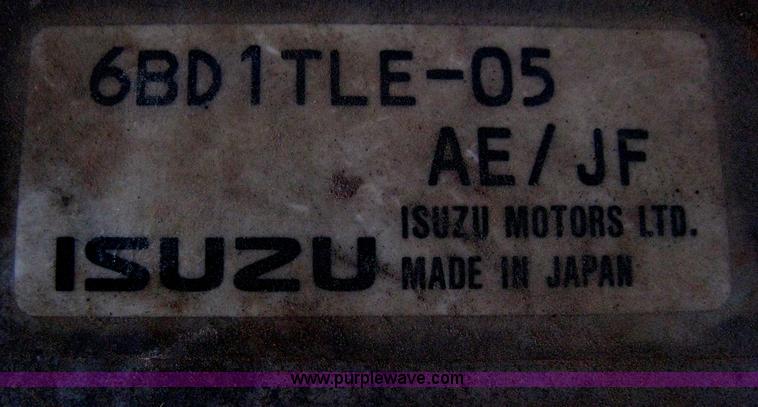 6BD1TLE-05
AE/JF
ISUZU
ISUZU MOTORS LTD.
MADE IN JAPAN
www.purplewave.com